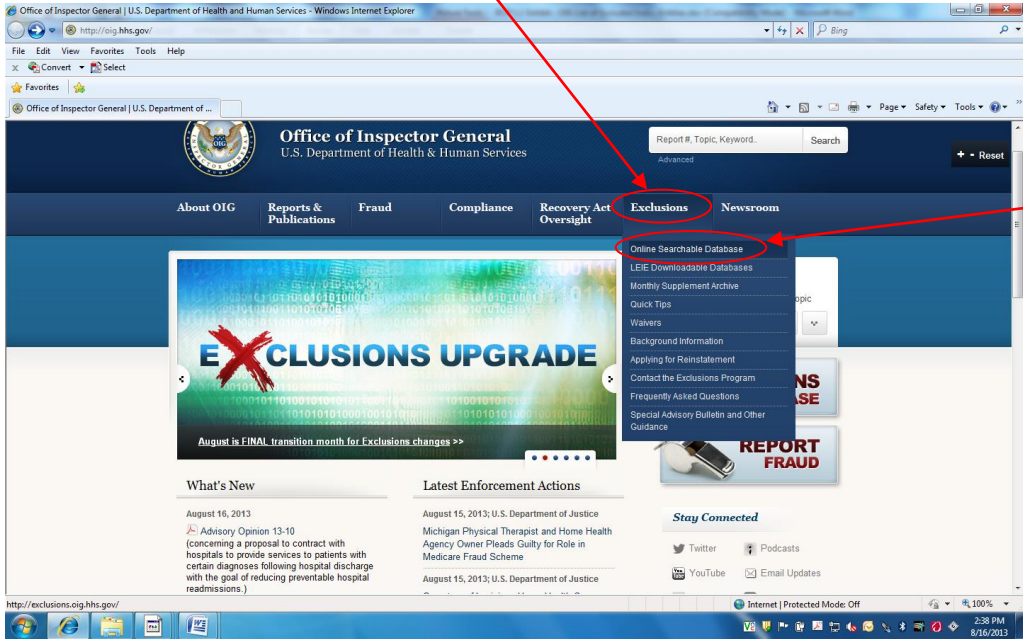 Office of Inspector General | U.S. Department of Health and Human Services - Windows Internet Explorer
http://oig.hhs.gov/
Bing
File Edit View Favorites Tools Help
x Convert Select
Favorites
Office of Inspector General | U.S. Department of ...
Page Safety Tools
OIG
Office of Inspector General
U.S. Department of Health & Human Services
Report #, Topic, Keyword..
Search
Advanced
+ - Reset
About OIG
Reports &
Publications
Fraud
Compliance
Recovery Act
Oversight
Exclusions
Newsroom
Online Searchable Database
LEIE Downloadable Databases
Monthly Supplement Archive
Quick Tips
Waivers
Background Information
Applying for Reinstatement
Contact the Exclusions Program
Frequently Asked Questions
Special Advisory Bulletin and Other
Guidance
opic
EXCLUSIONS UPGRADE
August is FINAL transition month for Exclusions changes >>
NS
SE
REPORT
FRAUD
What's New
August 16, 2013
Advisory Opinion 13-10
(concerning a proposal to contract with
hospitals to provide services to patients with
certain diagnoses following hospital discharge
with the goal of reducing preventable hospital
readmissions.)
Latest Enforcement Actions
August 15, 2013; U.S. Department of Justice
Michigan Physical Therapist and Home Health
Agency Owner Pleads Guilty for Role in
Medicare Fraud Scheme
August 15, 2013; U.S. Department of Justice
Stay Connected
Twitter Podcasts
YouTube Email Updates
http://exclusions.oig.hhs.gov/
Internet | Protected Mode: Off
100%
2:38 PM
8/16/2013